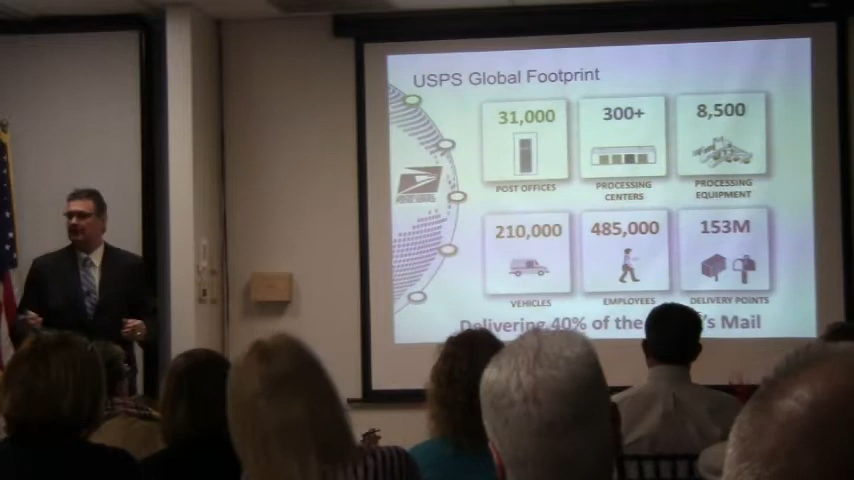 USPS Global Footprint
31,000
300+
8,500
POST OFFICES
PROCESSING CENTERS
PROCESSING EQUIPMENT
210,000
485,000
153M
VEHICLES
EMPLOYEES
DELIVERY POINTS
Delivering 40% of the 's Mail